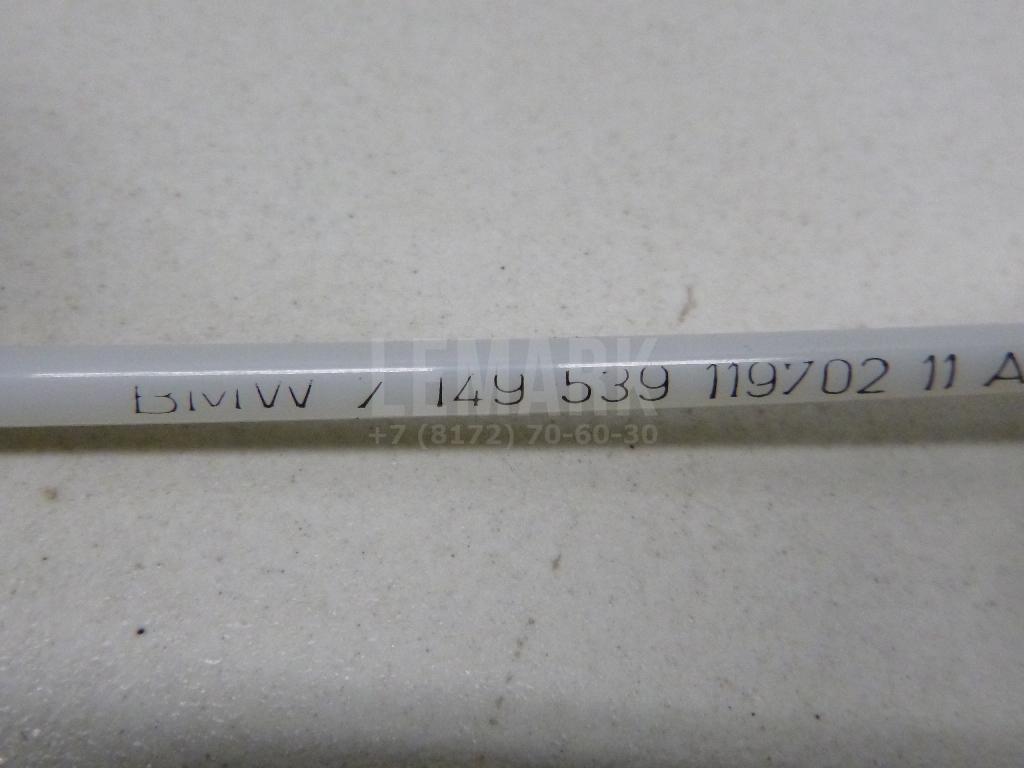 LEMARK
BMW 7 149 539 119702 11 A
+7 (8172) 70-60-30